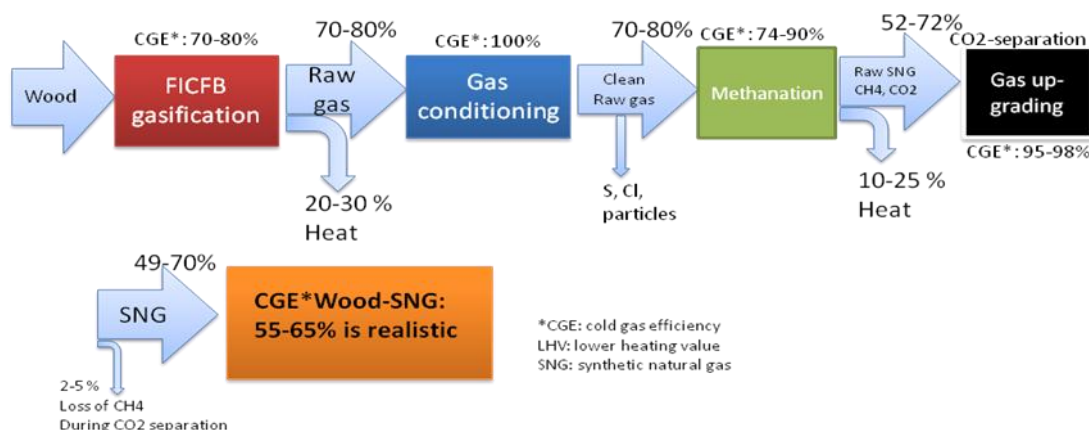 CGE*: 70-80%
70-80%
CGE*: 100%
70-80%
CGE*: 74-90%
52-72%
CO2-separation
Wood
FICFB
gasification
Raw
gas
Gas
conditioning
Clean
Raw gas
Methanation
Raw SNG
CH4, CO2
Gas up-
grading
CGE*: 95-98%
20-30 %
Heat
S, Cl,
particles
10-25 %
Heat
49-70%
SNG
CGE*Wood-SNG:
55-65% is realistic
*CGE: cold gas efficiency
LHV: lower heating value
SNG: synthetic natural gas
2-5 %
Loss of CH4
During CO2 separation